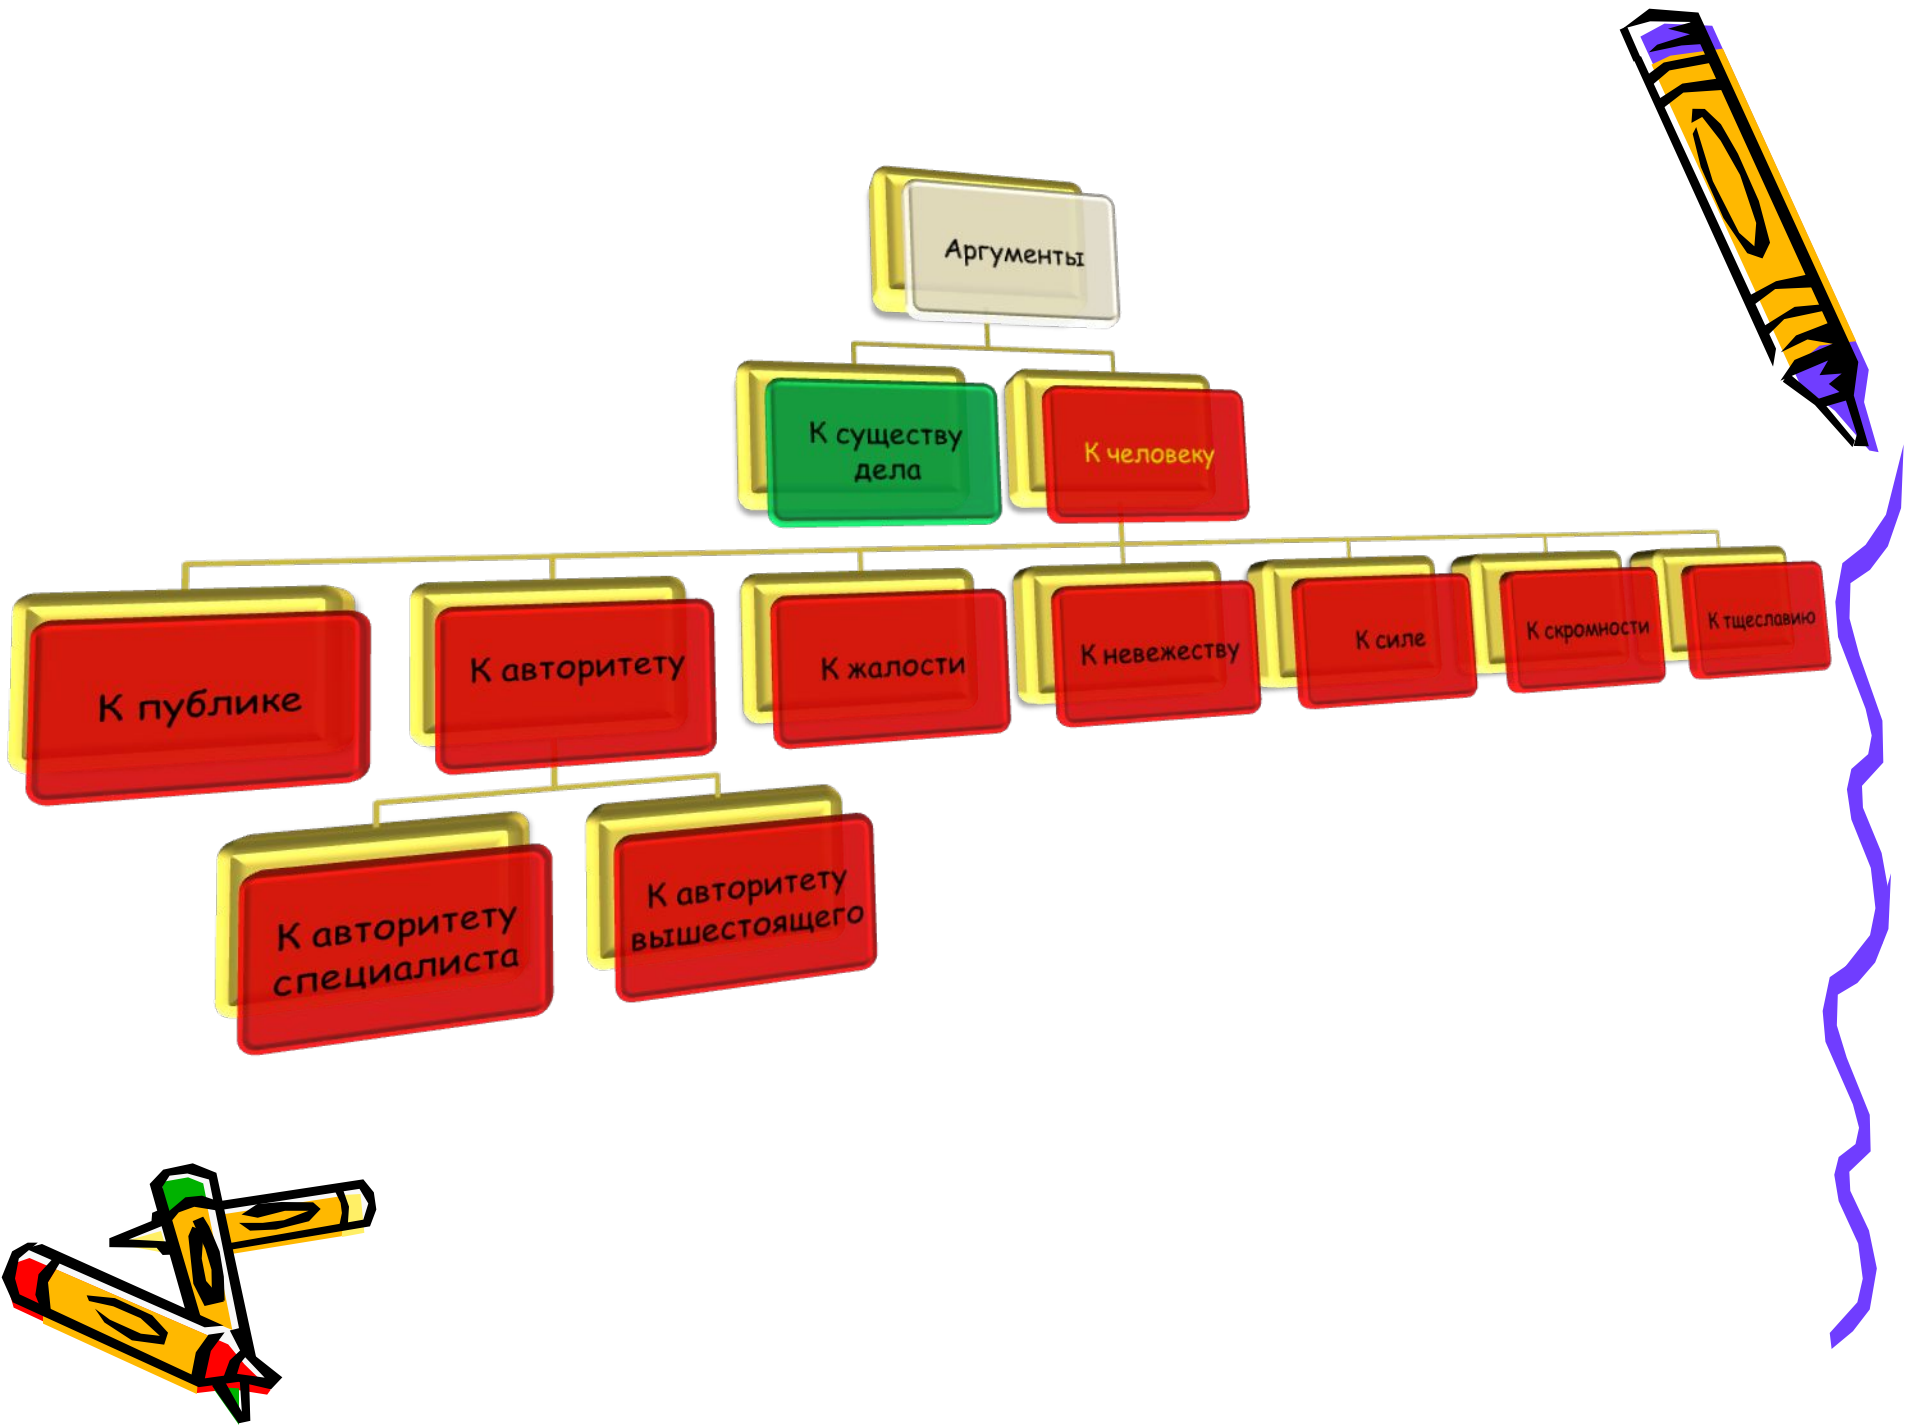 Аргументы
К существу
дела
К человеку
К публике
К авторитету
К жалости
К невежеству
К силе
К скромности
К тщеславию
К авторитету
специалиста
К авторитету
вышестоящего